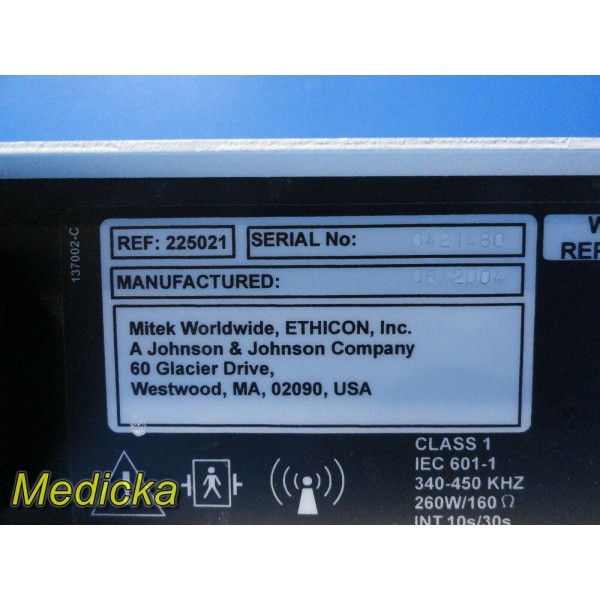 137002-C
REF: 225021
SERIAL No: 0421480
MANUFACTURED: 06/2004
Mitek Worldwide, ETHICON, Inc.
A Johnson & Johnson Company
60 Glacier Drive,
Westwood, MA, 02090, USA
CLASS 1
IEC 601-1
340-450 KHZ
260W/160 Ω
INT 10s/30s
Medicka